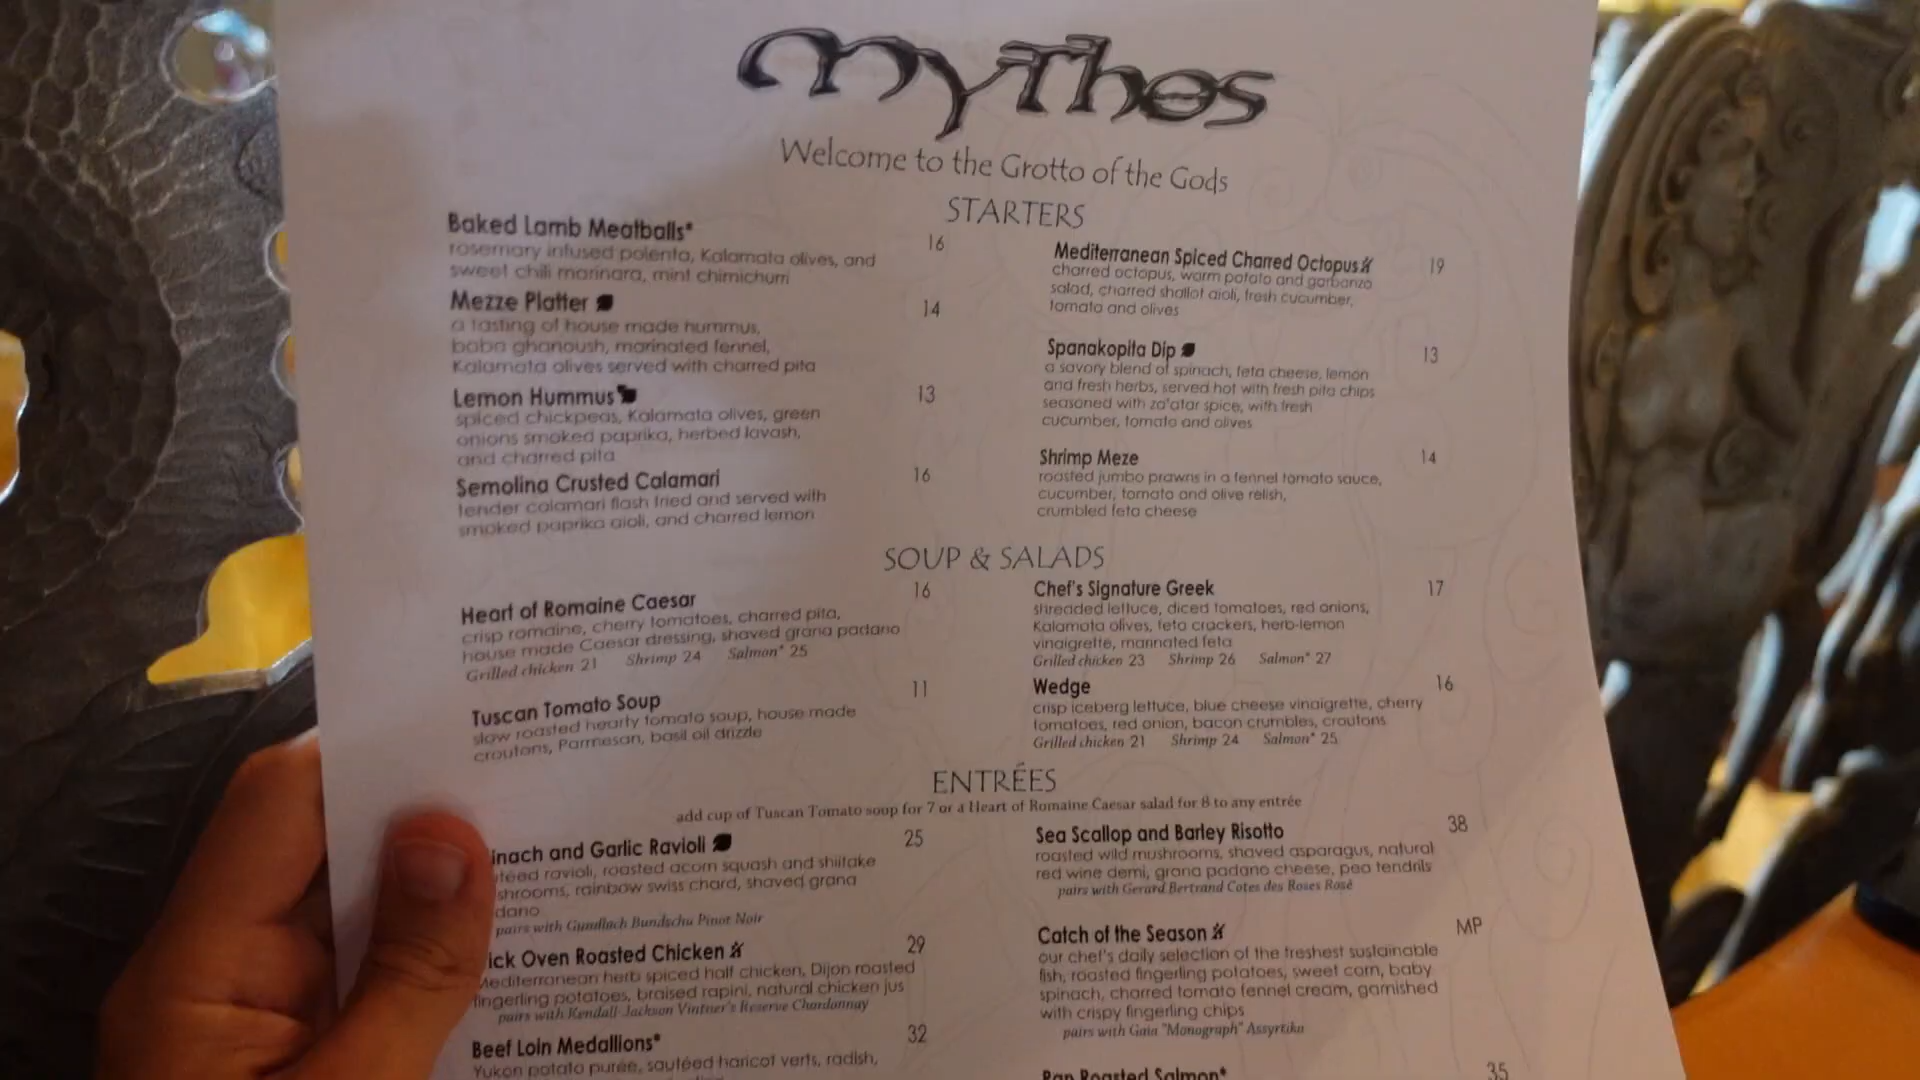 mythos
Welcome to the Grotto of the Gods
STARTERS
Baked Lamb Meatballs* 16
rosemary infused polenta, Kalamata olives, and
sweet chili marinara, mint chimichurri
Mezze Platter 14
a tasting of house made hummus,
baba ghanoush, marinated fennel,
Kalamata olives served with charred pita
Lemon Hummus 13
spiced chickpeas, Kalamata olives, green
onions smoked paprika, herbed lavash,
and charred pita
Semolina Crusted Calamari 16
tender calamari flash fried and served with
smoked paprika aioli, and charred lemon
Mediterranean Spiced Charred Octopus 19
charred octopus, warm potato and garbanzo
salad, charred shallot aioli, fresh cucumber,
tomato and olives
Spanakopita Dip 13
a savory blend of spinach, feta cheese, lemon
and fresh herbs, served hot with fresh pita chips
seasoned with za'atar spice, with fresh
cucumber, tomato and olives
Shrimp Meze 14
roasted jumbo prawns in a fennel tomato sauce,
cucumber, tomato and olive relish,
crumbled feta cheese
SOUP & SALADS
Heart of Romaine Caesar 16
crisp romaine, cherry tomatoes, charred pita,
house made Caesar dressing, shaved grana padano
Grilled chicken 21 Shrimp 24 Salmon* 25
Tuscan Tomato Soup 11
slow roasted hearty tomato soup, house made
croutons, Parmesan, basil oil drizzle
Chef's Signature Greek 17
shredded lettuce, diced tomatoes, red onions,
Kalamata olives, feta crackers, herb-lemon
vinaigrette, marinated feta
Grilled chicken 23 Shrimp 26 Salmon* 27
Wedge 16
crisp iceberg lettuce, blue cheese vinaigrette, cherry
tomatoes, red onion, bacon crumbles, croutons
Grilled chicken 21 Shrimp 24 Salmon* 25
ENTRÉES
add cup of Tuscan Tomato soup for 7 or a Heart of Romaine Caesar salad for 8 to any entrée
inach and Garlic Ravioli 25
utéed ravioli, roasted acorn squash and shiitake
shrooms, rainbow swiss chard, shaved grana
dano
pairs with Gundlach Bundschu Pinot Noir
ick Oven Roasted Chicken 29
Mediterranean herb spiced half chicken, Dijon roasted
fingerling potatoes, braised rapini, natural chicken jus
pairs with Kendall-Jackson Vintner's Reserve Chardonnay
Beef Loin Medallions* 32
Yukon potato purée, sautéed haricot verts, radish,
Sea Scallop and Barley Risotto 38
roasted wild mushrooms, shaved asparagus, natural
red wine demi, grana padano cheese, pea tendrils
pairs with Gerard Bertrand Cotes des Roses Rosé
Catch of the Season MP
our chef's daily selection of the freshest sustainable
fish, roasted fingerling potatoes, sweet corn, baby
spinach, charred tomato fennel cream, garnished
with crispy fingerling chips
pairs with Gaia "Monograph" Assyrtiko
Pan Roasted Salmon* 35